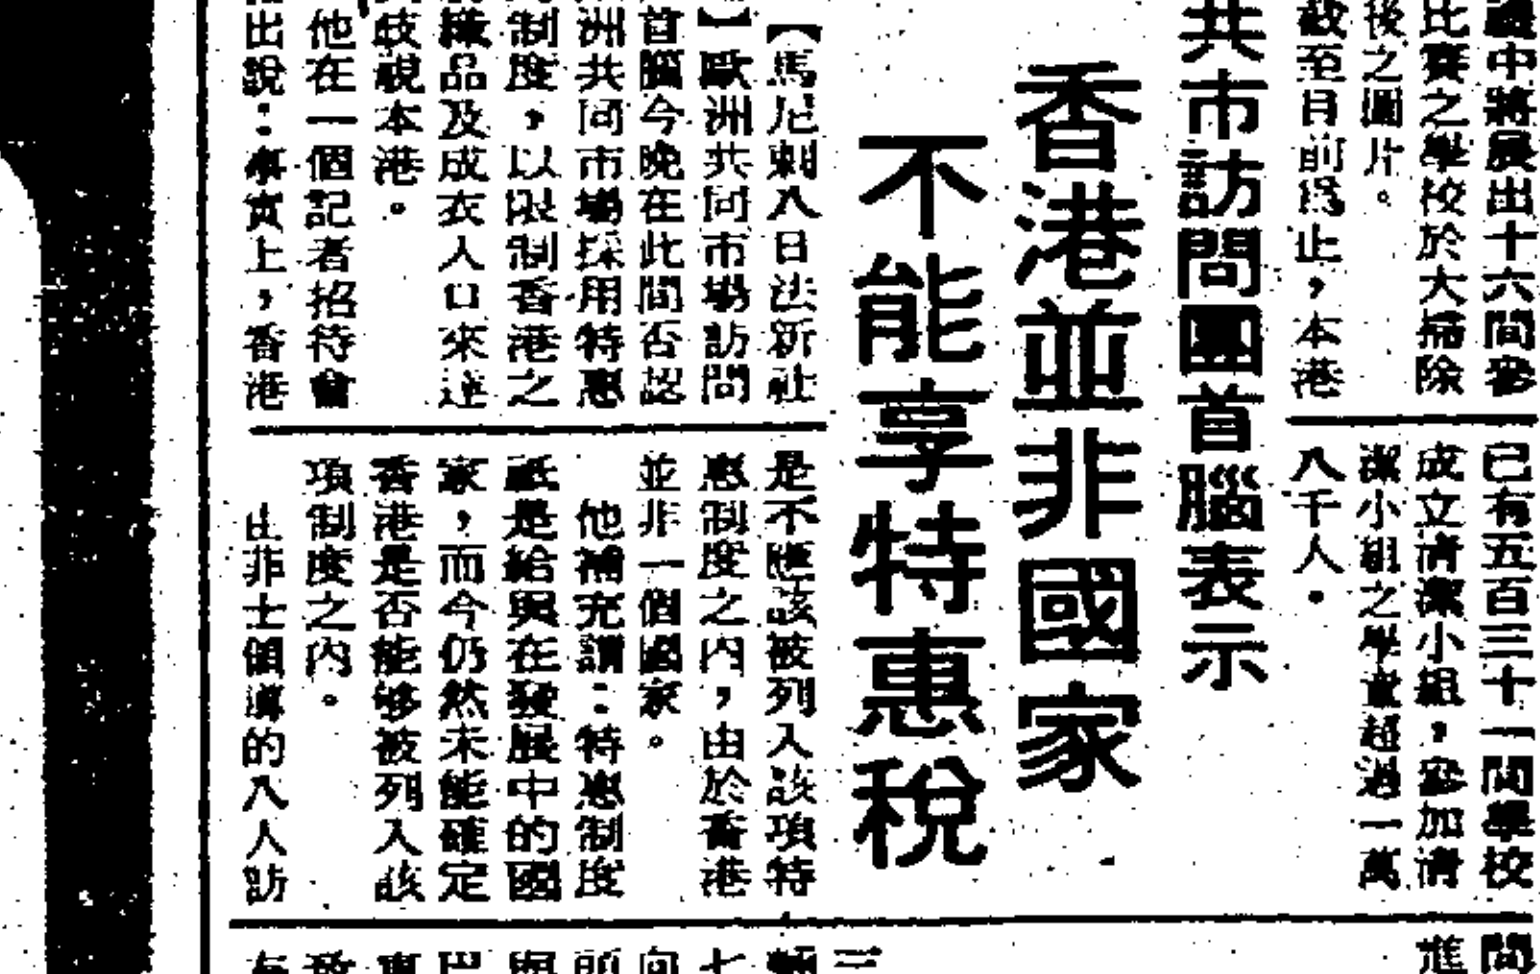 中將展出十六間參
比賽之學校於大掃除
後之圖片。
截至目前爲止，本港
已有五百三十一間學校
成立清潔小組，參加清
潔小組之學童超過一萬
八千人。
共市訪問團首腦表示
香港並非國家
不能享特惠稅
【馬尼剌八日法新社
】歐洲共同市場訪問
首腦今晚在此間否認
洲共同市場採用特惠
制度，以限制香港之
織品及成衣入口來達
歧視本港。
他在一個記者招待會
出說：事實上，香港
是不應該被列入該項特
惠制度之內，由於香港
並非一個國家。
他補充謂：特惠制度
祇是給與在發展中的國
家，而今仍然未能確定
香港是否能够被列入該
項制度之內。
由非士領導的八人訪